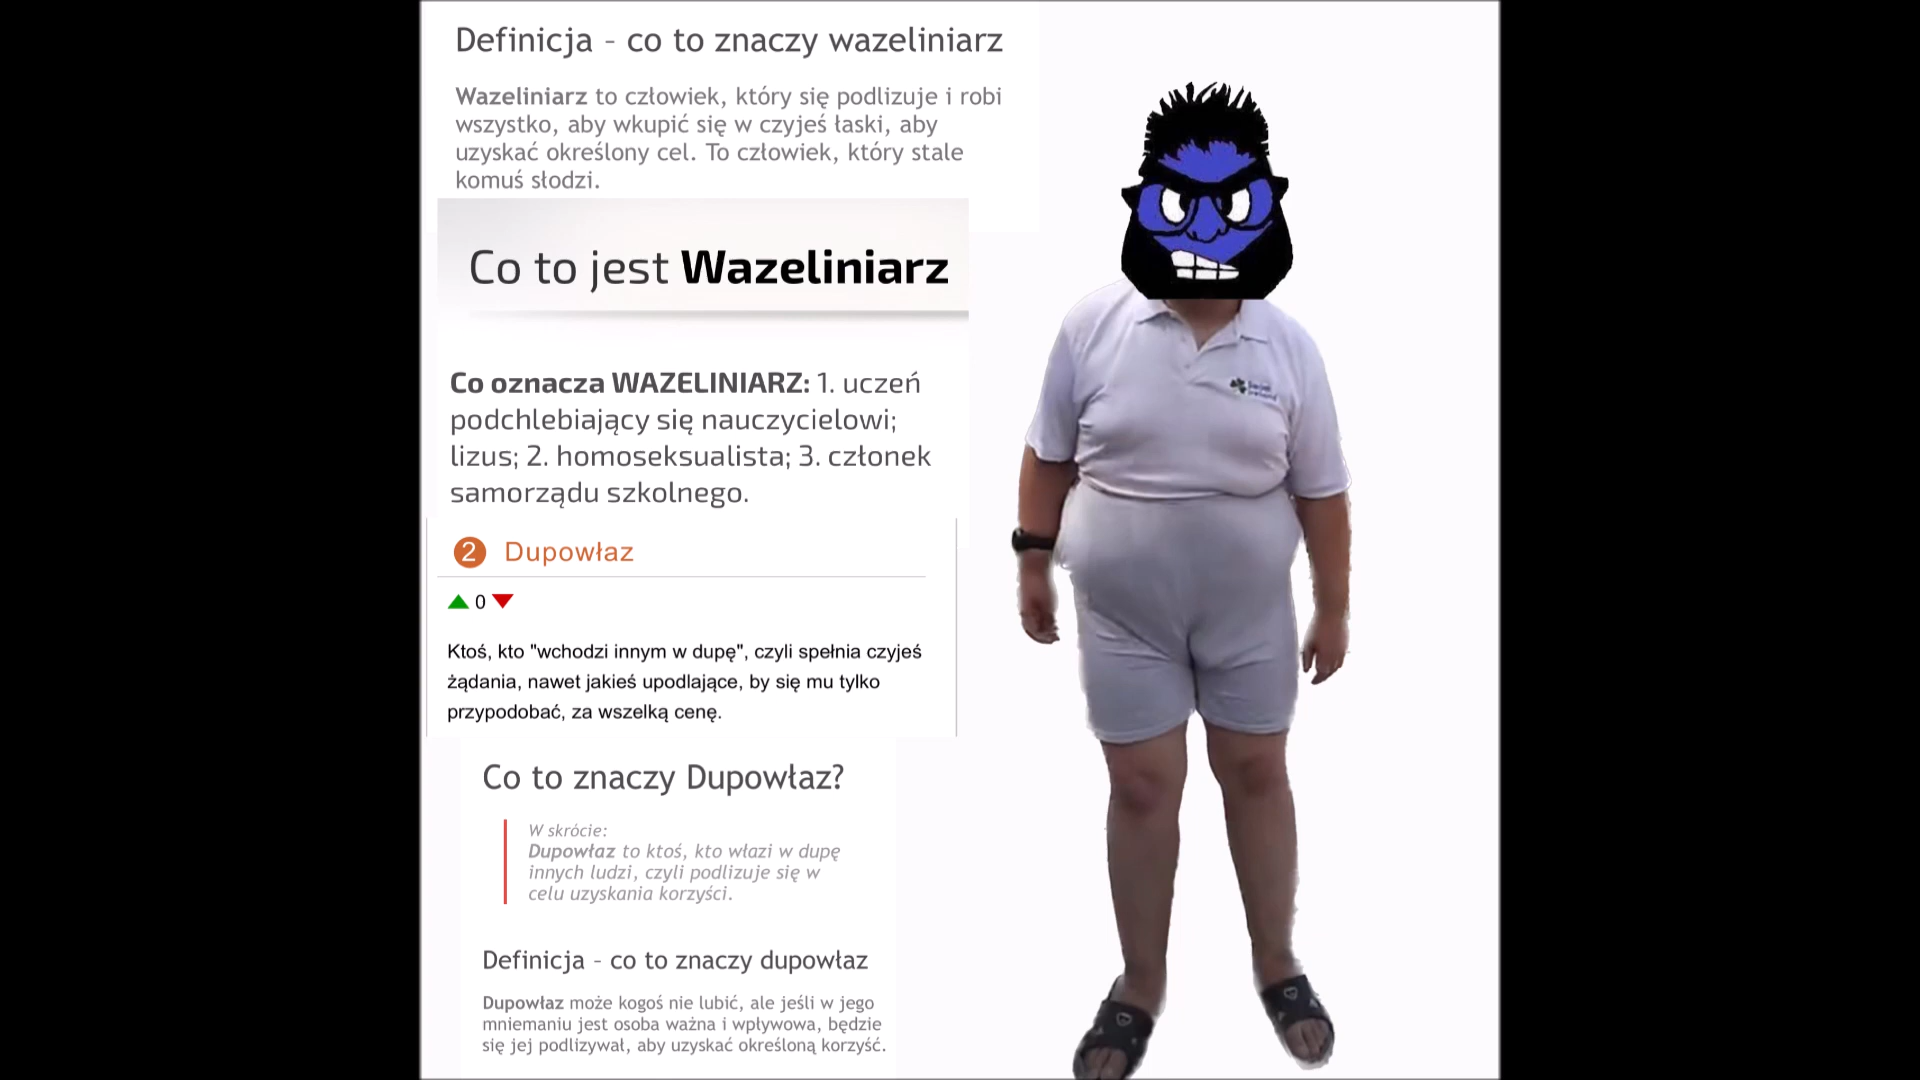 Definicja – co to znaczy wazeliniarz
Wazeliniarz to człowiek, który się podlizuje i robi
wszystko, aby wkupić się w czyjeś łaski, aby
uzyskać określony cel. To człowiek, który stale
komuś słodzi.
Co to jest Wazeliniarz
Co oznacza WAZELINIARZ: 1. uczeń
podchlebiający się nauczycielowi;
lizus; 2. homoseksualista; 3. członek
samorządu szkolnego.
2 Dupowłaz
0
Ktoś, kto "wchodzi innym w dupę", czyli spełnia czyjeś
żądania, nawet jakieś upodlające, by się mu tylko
przypodobać, za wszelką cenę.
Co to znaczy Dupowłaz?
W skrócie:
Dupowłaz to ktoś, kto włazi w dupę
innych ludzi, czyli podlizuje się w
celu uzyskania korzyści.
Definicja – co to znaczy dupowłaz
Dupowłaz może kogoś nie lubić, ale jeśli w jego
mniemaniu jest osoba ważna i wpływowa, będzie
się jej podlizywał, aby uzyskać określoną korzyść.